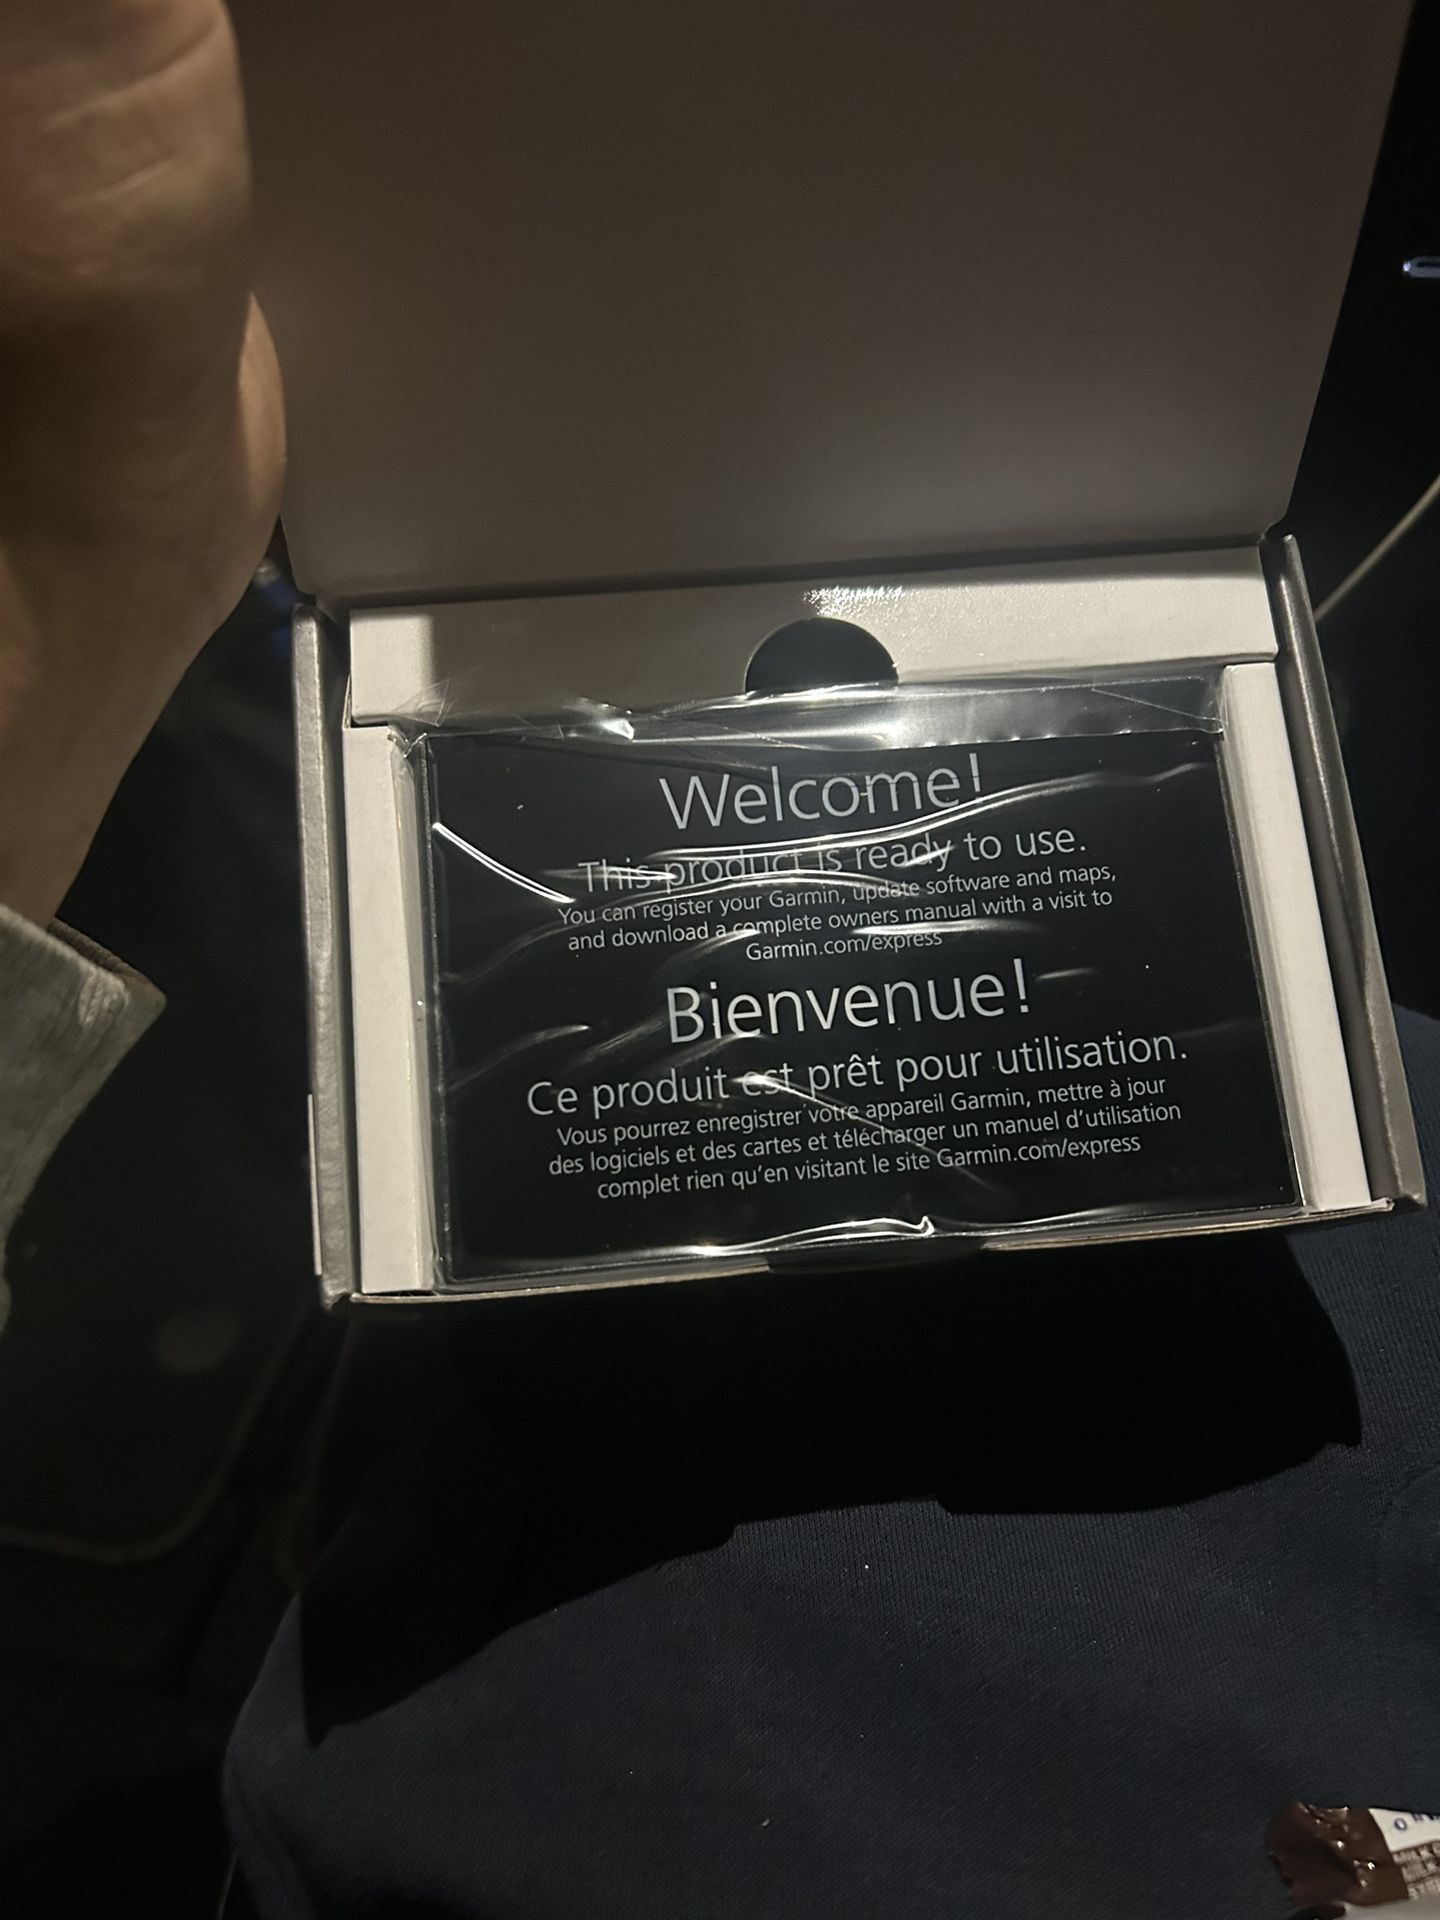 Welcome!
This product is ready to use.
You can register your Garmin, update software and maps,
and download a complete owners manual with a visit to
Garmin.com/express
Bienvenue!
Ce produit est prêt pour utilisation.
Vous pourrez enregistrer votre appareil Garmin, mettre à jour
des logiciels et des cartes et télécharger un manuel d'utilisation
complet rien qu'en visitant le site Garmin.com/express